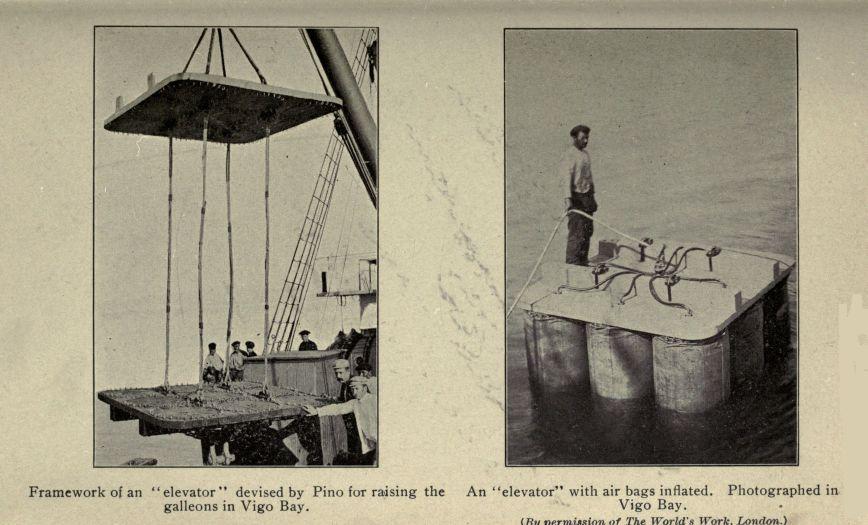 Framework of an "elevator" devised by Pino for raising the
galleons in Vigo Bay.
An "elevator" with air bags inflated. Photographed in
Vigo Bay.
(By permission of The World's Work, London.)